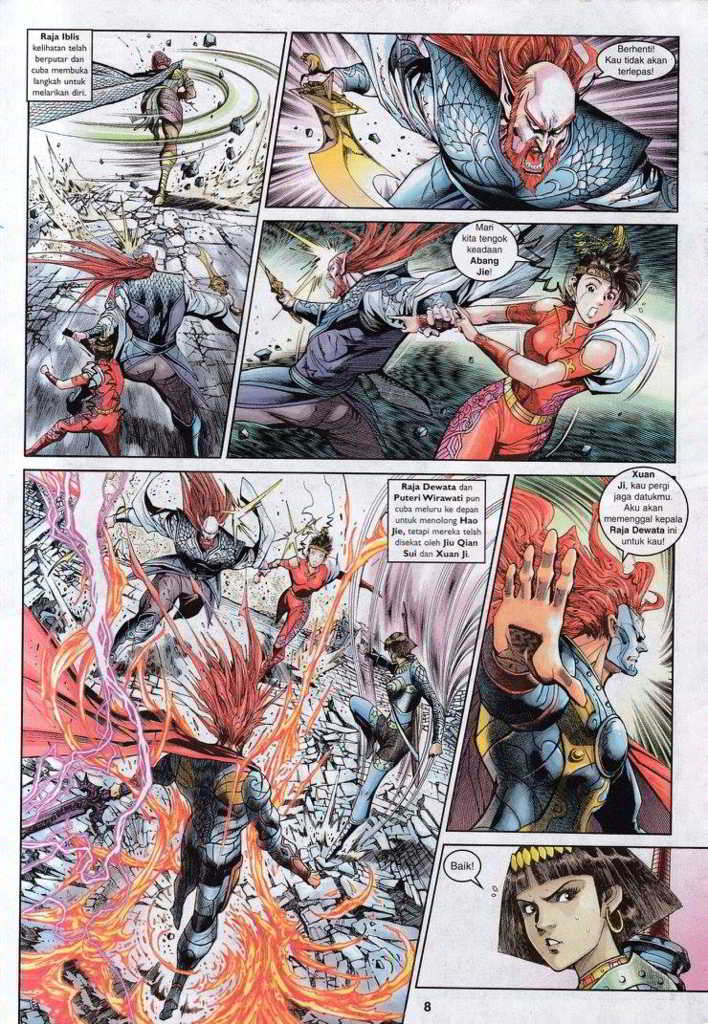 Raja Iblis
kelihatan telah
berputar dan
cuba membuka
langkah untuk
melarikan diri.
Berhenti!
Kau tidak akan
terlepas!
Mari
kita tengok
keadaan
Abang
Jie!
Raja Dewata dan
Puteri Wirawati pun
cuba meluru ke depan
untuk menolong Hao
Jie, tetapi mereka telah
disekat oleh Jiu Qian
Sui dan Xuan Ji.
Xuan
Ji, kau pergi
jaga datukmu.
Aku akan
memenggal kepala
Raja Dewata ini
untuk kau!
Baik!
8